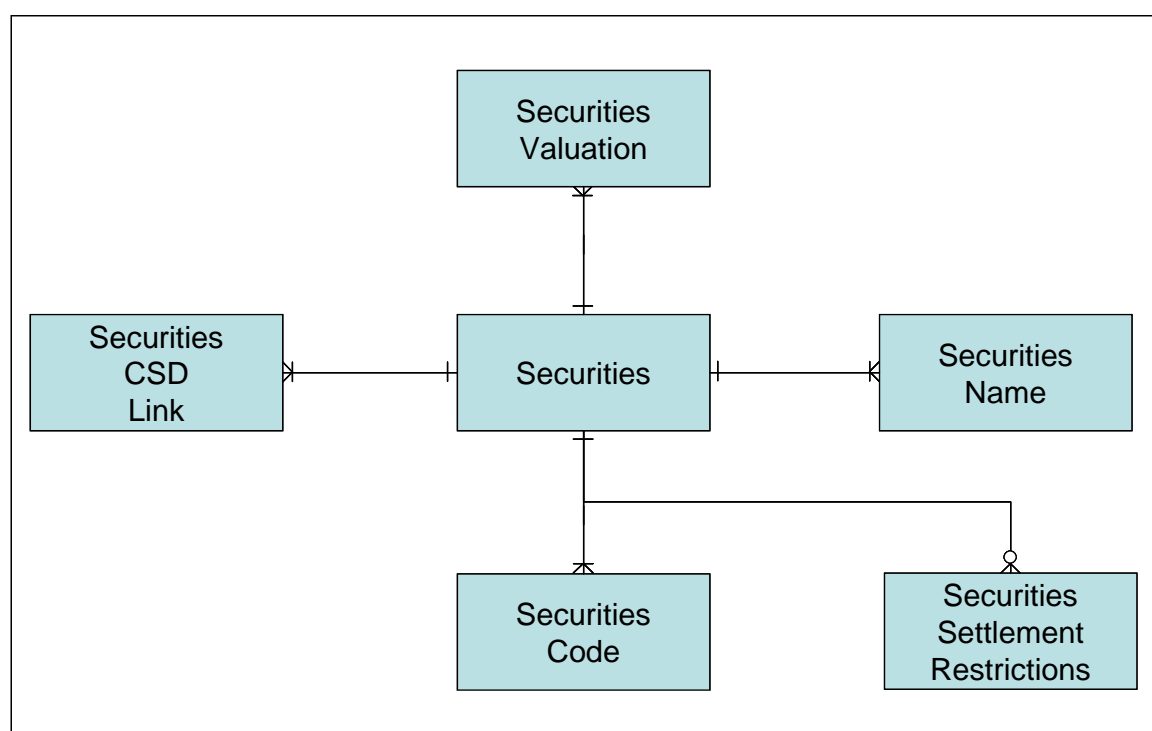 Securities
Valuation
Securities
CSD
Link
Securities
Securities
Name
Securities
Code
Securities
Settlement
Restrictions